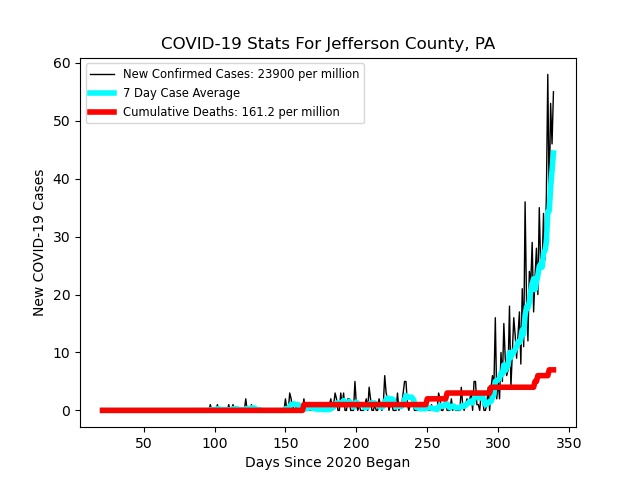 COVID-19 Stats For Jefferson County, PA
New Confirmed Cases: 23900 per million
7 Day Case Average
Cumulative Deaths: 161.2 per million
New COVID-19 Cases
60
50
40
30
20
10
0
50 100 150 200 250 300 350
Days Since 2020 Began